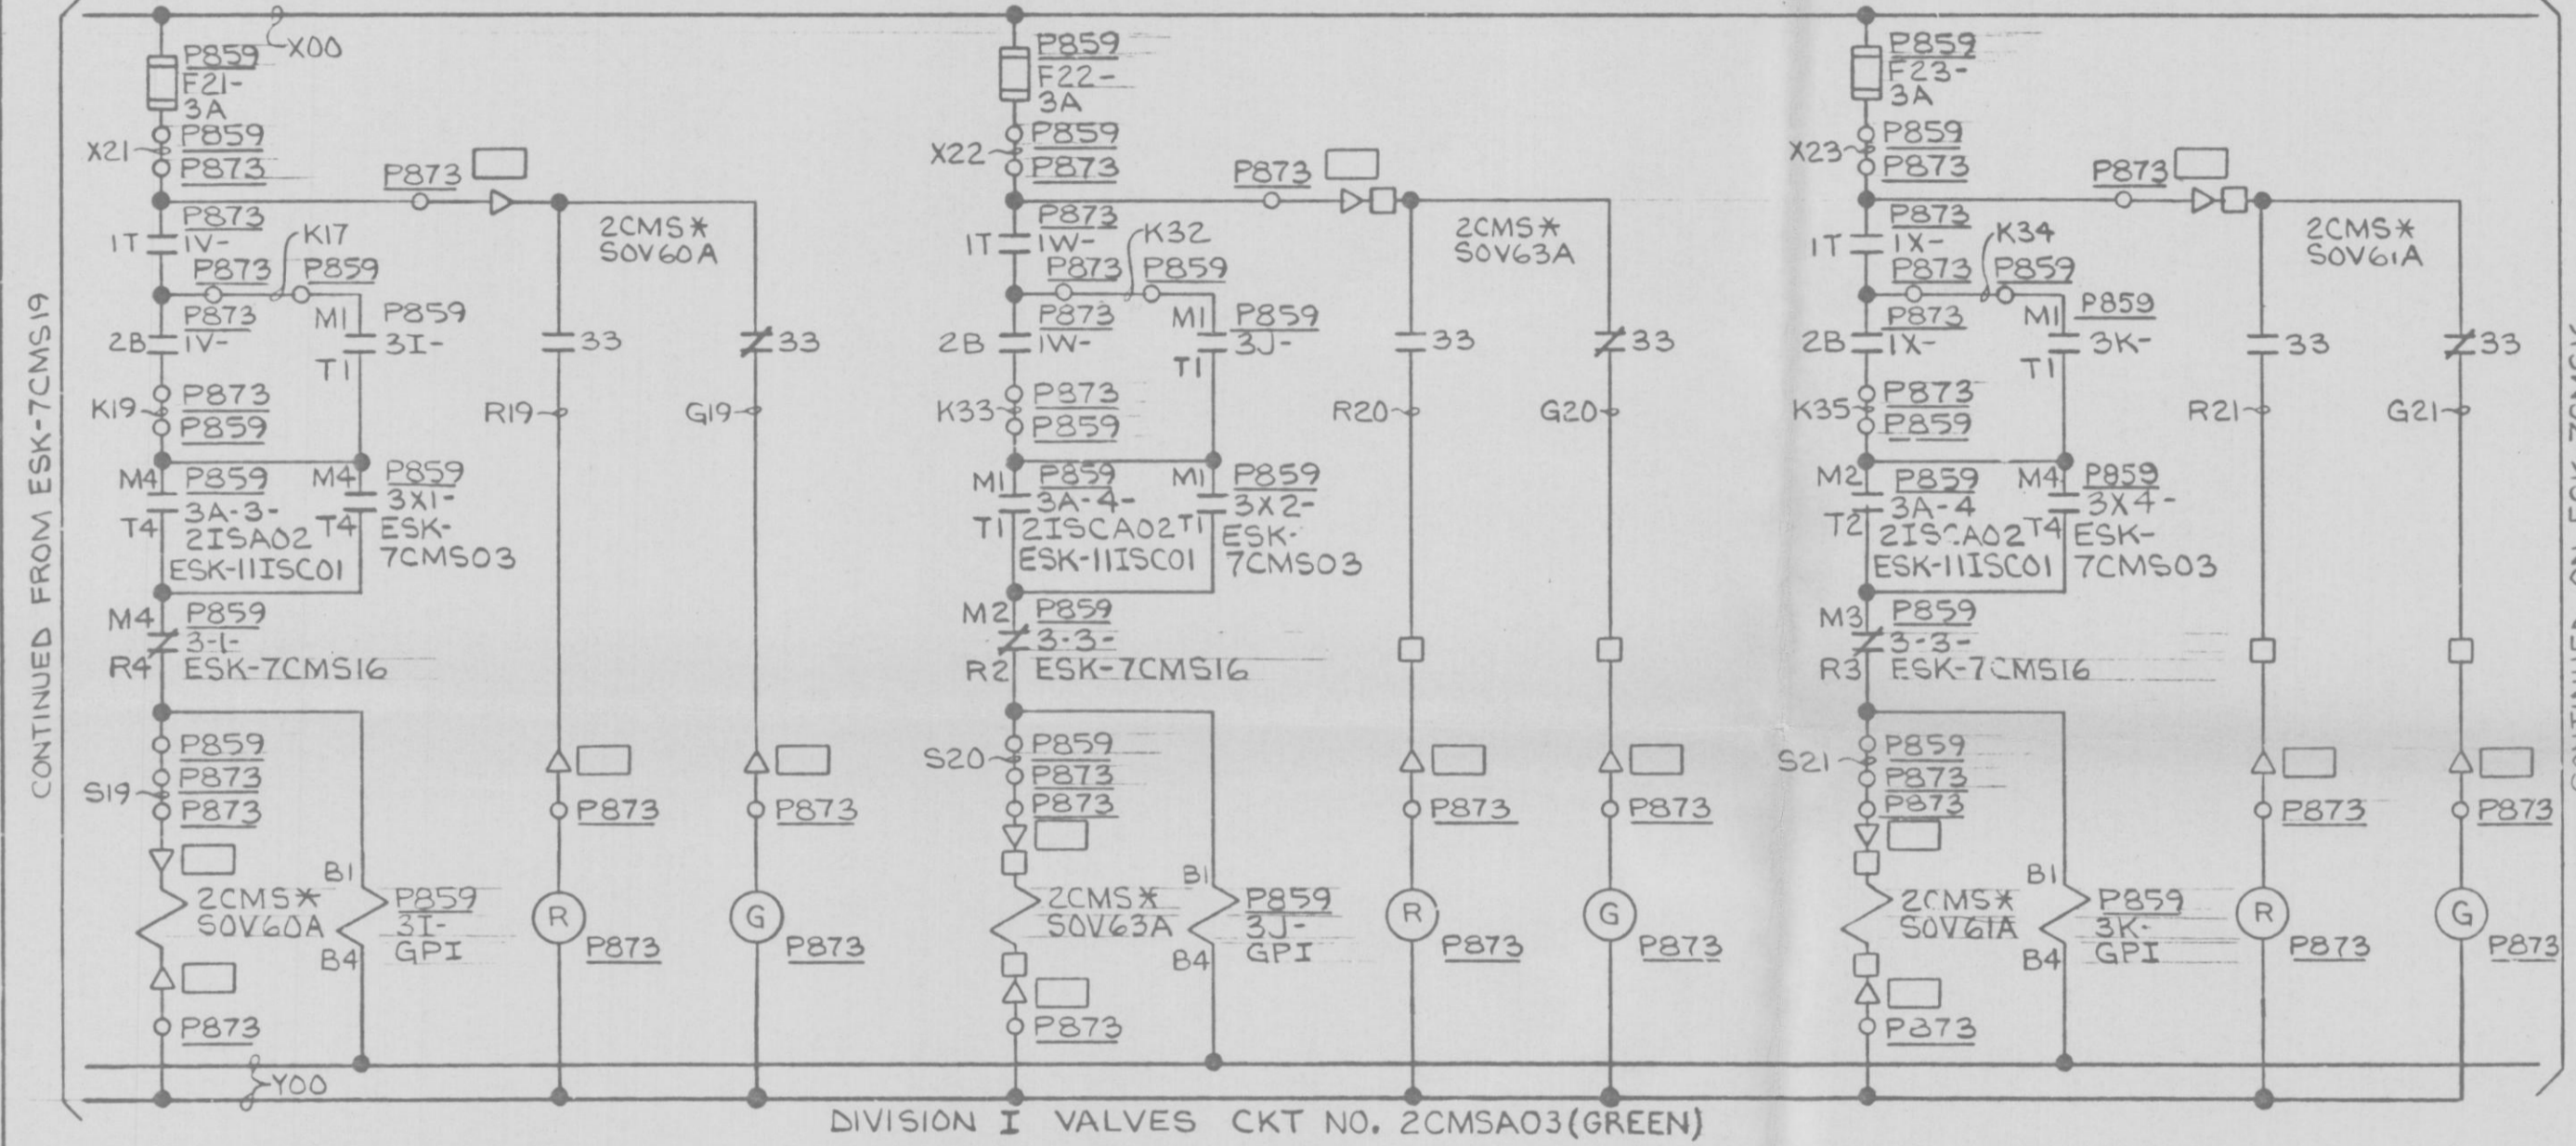 CONTINUED FROM ESK-7CMS19
X00
P859
F21-
3A
X21
P859
P873
P873
1T
P873
1V-
K17
P873
P859
2CMS*
SOV60A
2B
P873
1V-
M1
P859
3I-
T1
33
33
K19
P873
P859
R19
G19
M4
P859
3A-3-
T4
2ISA02
ESK-11ISC01
M4
P859
3X1-
T4
ESK-
7CMS03
M4
P859
3-1-
R4
ESK-7CMS16
P859
P873
S19
P873
P873
P873
2CMS*
SOV60A
B1
P859
3I-
GPI
B4
R
P873
G
P873
P873
Y00
P859
F22-
3A
X22
P859
P873
P873
1T
P873
1W-
K32
P873
P859
2CMS*
SOV63A
2B
P873
1W-
M1
P859
3J-
T1
33
33
K33
P873
P859
R20
G20
M1
P859
3A-4-
T1
2ISCA02
ESK-11ISC01
M1
P859
3X2-
T1
ESK-
7CMS03
M2
P859
3-3-
R2
ESK-7CMS16
S20
P859
P873
P873
P873
P873
2CMS*
SOV63A
B1
P859
3J-
GPI
B4
R
P873
G
P873
P873
P859
F23-
3A
X23
P859
P873
P873
1T
P873
1X-
K34
P873
P859
2CMS*
SOV61A
2B
P873
1X-
M1
P859
3K-
T1
33
33
K35
P873
P859
R21
G21
M2
P859
3A-4
T2
2ISCA02
ESK-11ISC01
M4
P859
3X4-
T4
ESK-
7CMS03
M3
P859
3-3-
R3
ESK-7CMS16
S21
P859
P873
P873
P873
P873
2CMS*
SOV61A
B1
P859
3K-
GPI
B4
R
P873
G
P873
P873
DIVISION I VALVES CKT NO. 2CMSA03(GREEN)